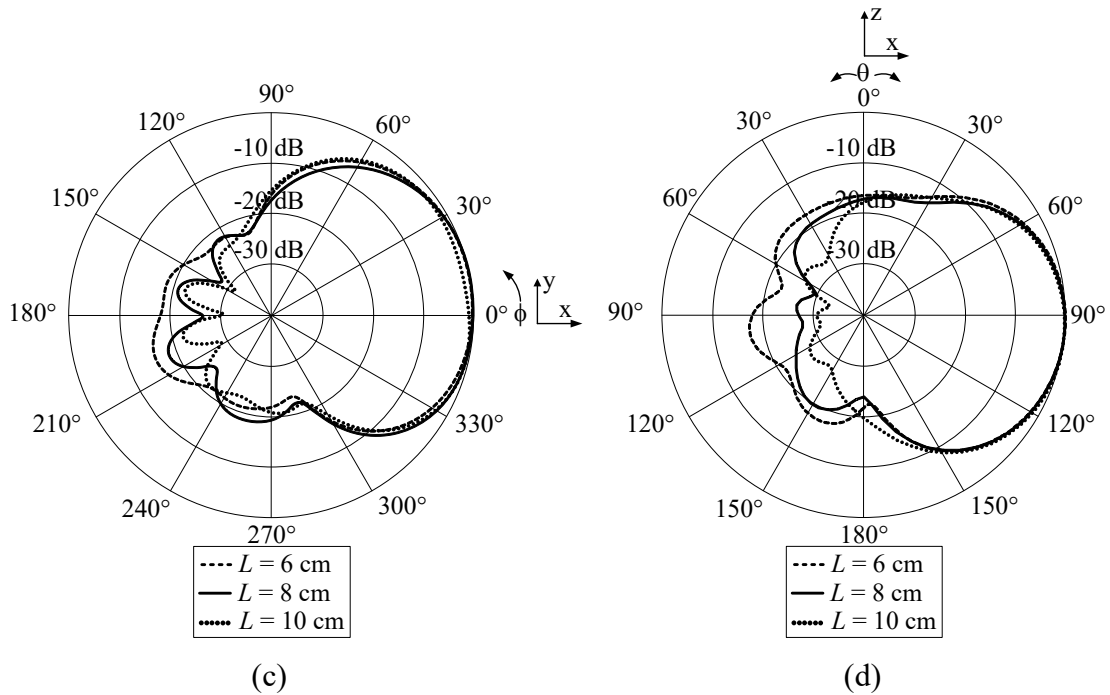 90°
120°
60°
-10 dB
150°
-20 dB
30°
-30 dB
180°
0°
ϕ
y
x
210°
330°
240°
300°
270°
L = 6 cm
L = 8 cm
L = 10 cm
(c)
z
x
θ
0°
30°
30°
-10 dB
60°
-20 dB
60°
-30 dB
90°
90°
120°
120°
150°
150°
180°
L = 6 cm
L = 8 cm
L = 10 cm
(d)